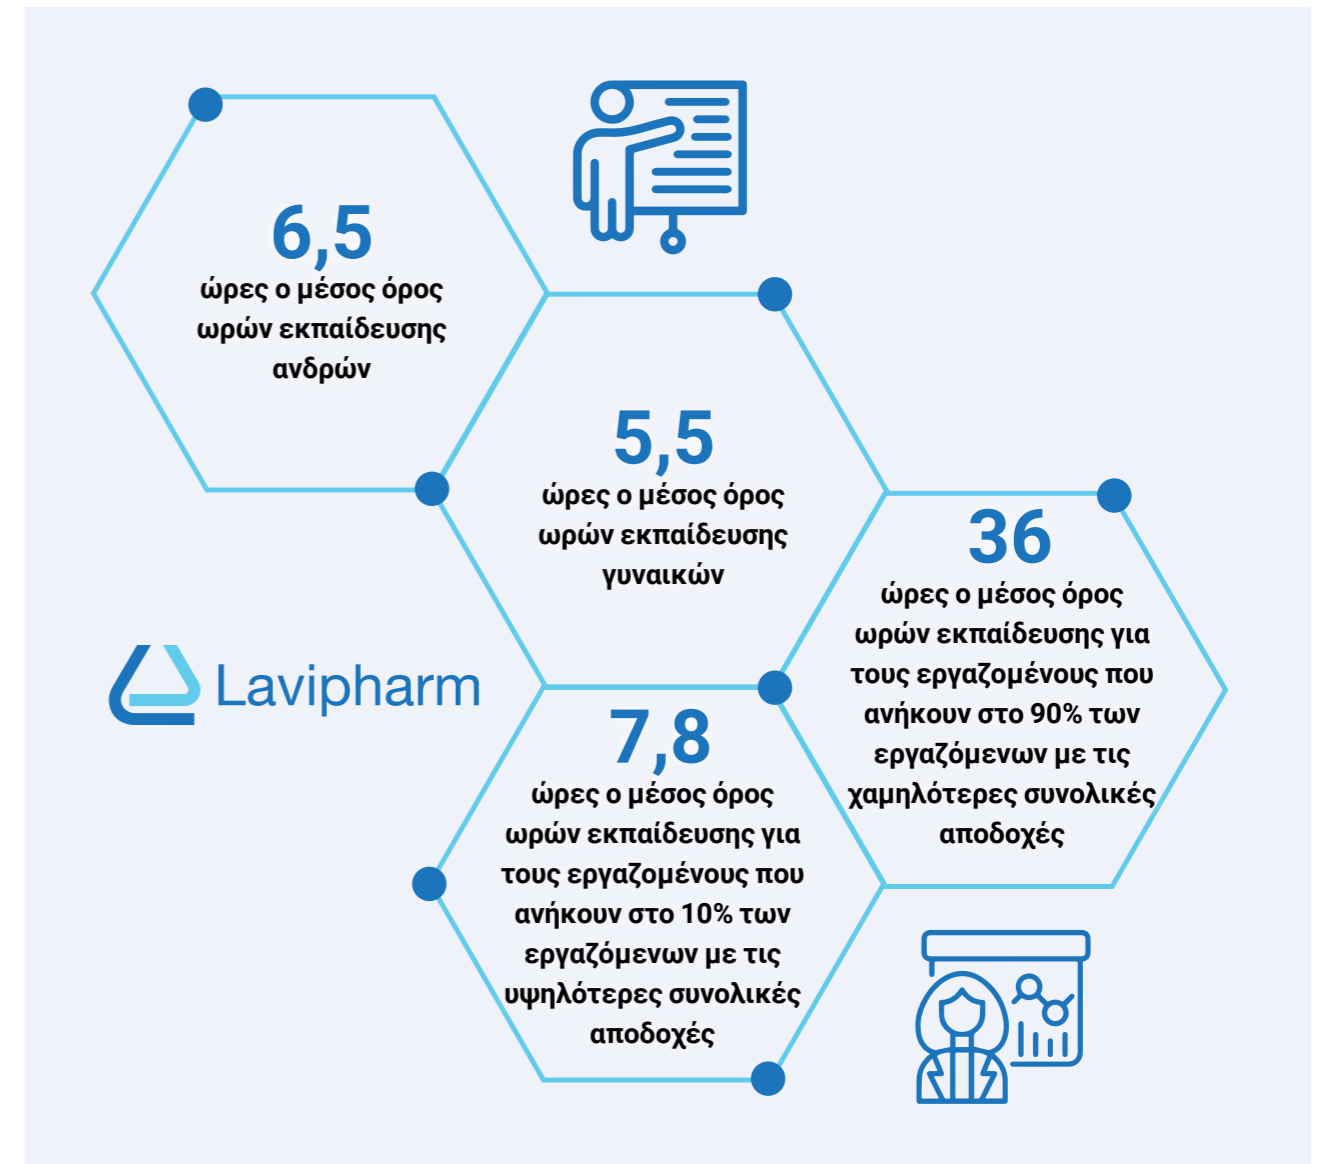 6,5
ώρες ο μέσος όρος
ωρών εκπαίδευσης
ανδρών
5,5
ώρες ο μέσος όρος
ωρών εκπαίδευσης
γυναικών
36
ώρες ο μέσος όρος
ωρών εκπαίδευσης για
τους εργαζομένους που
ανήκουν στο 90% των
εργαζόμενων με τις
χαμηλότερες συνολικές
αποδοχές
Lavipharm
7,8
ώρες ο μέσος όρος
ωρών εκπαίδευσης για
τους εργαζομένους που
ανήκουν στο 10% των
εργαζόμενων με τις
υψηλότερες συνολικές
αποδοχές